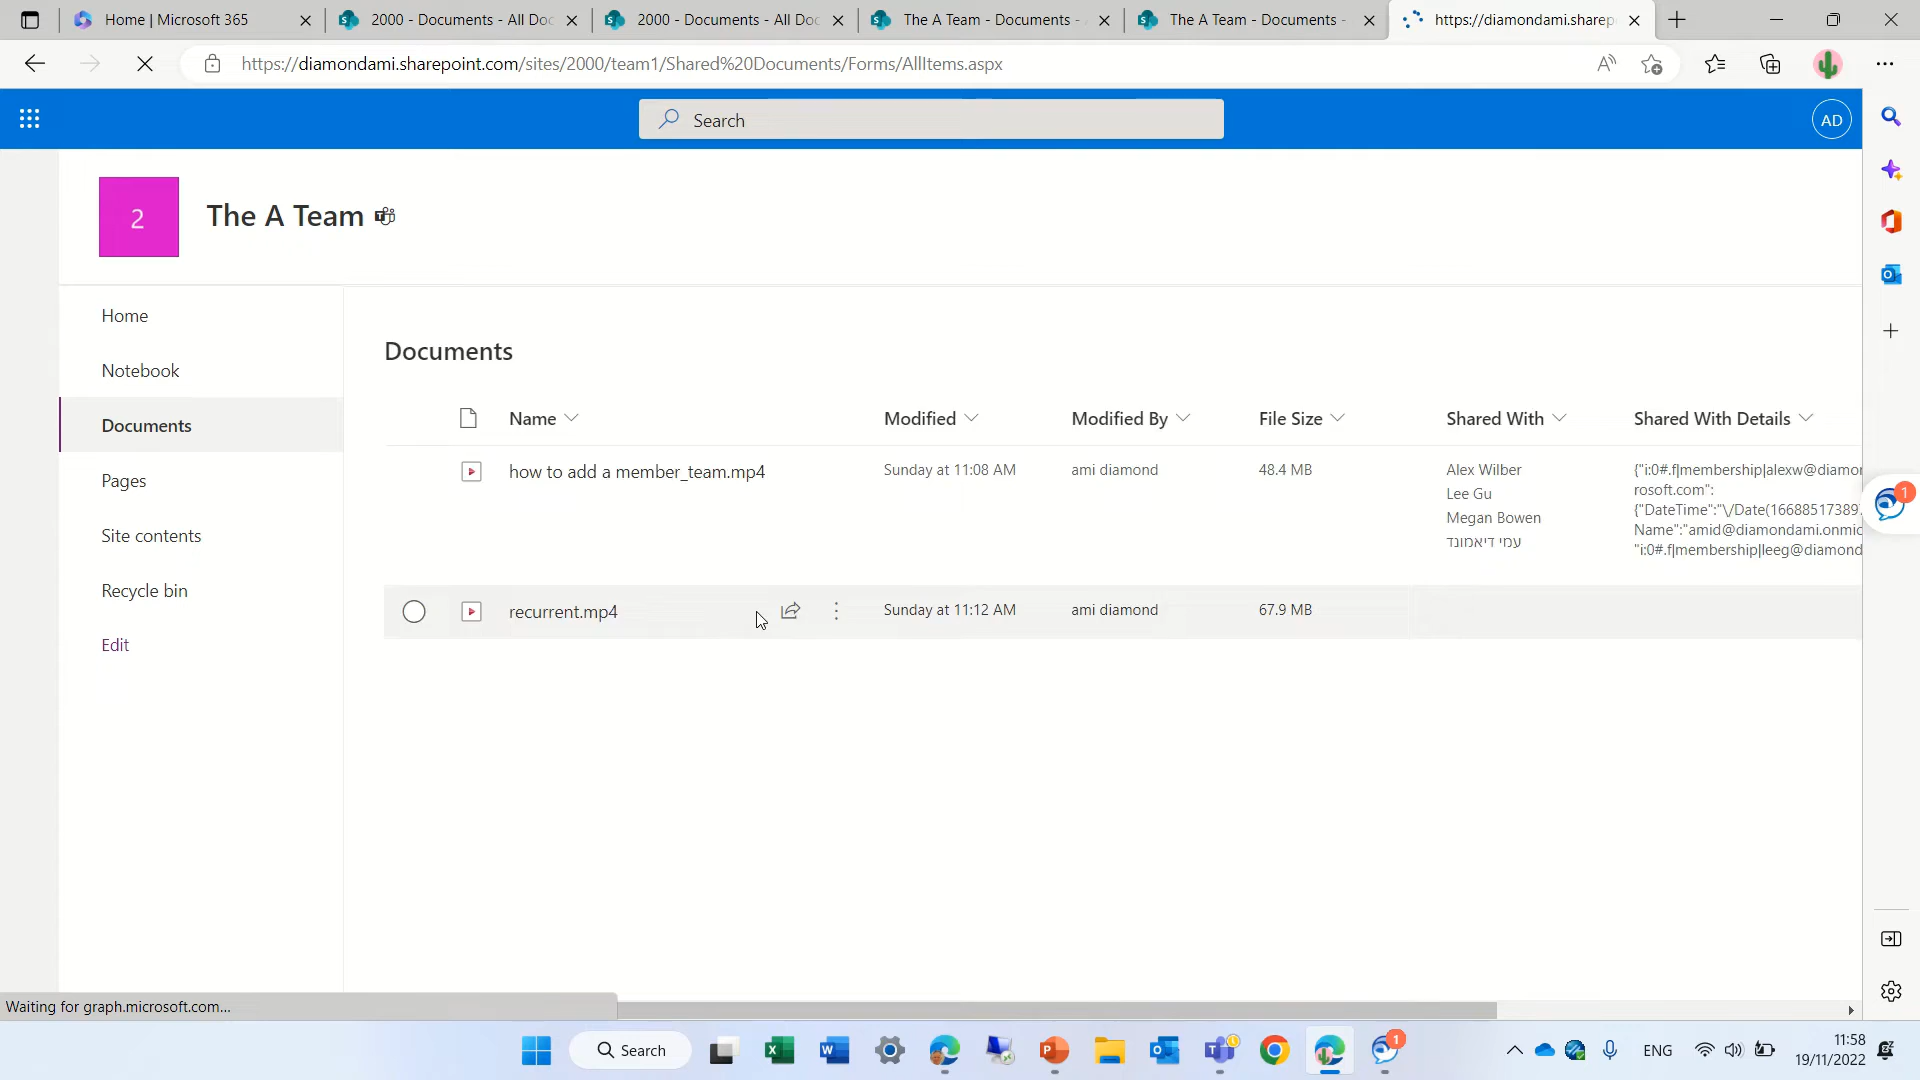 Home | Microsoft 365
2000 - Documents - All Doc
2000 - Documents - All Doc
The A Team - Documents -
The A Team - Documents -
https://diamondami.sharep
https://diamondami.sharepoint.com/sites/2000/team1/Shared%20Documents/Forms/AllItems.aspx
Search
AD
2
The A Team
Home
Notebook
Documents
Pages
Site contents
Recycle bin
Edit
Documents
Name
Modified
Modified By
File Size
Shared With
Shared With Details
how to add a member_team.mp4
Sunday at 11:08 AM
ami diamond
48.4 MB
Alex Wilber
Lee Gu
Megan Bowen
עמי דיאמונד
{"i:0#.f|membership|alexw@diamo
rosoft.com":
{"DateTime":"\/Date(16688517389
Name":"amid@diamondami.onmic
"i:0#.f|membership|leeg@diamond
recurrent.mp4
Sunday at 11:12 AM
ami diamond
67.9 MB
1
Waiting for graph.microsoft.com...
Search
1
ENG
11:58
19/11/2022